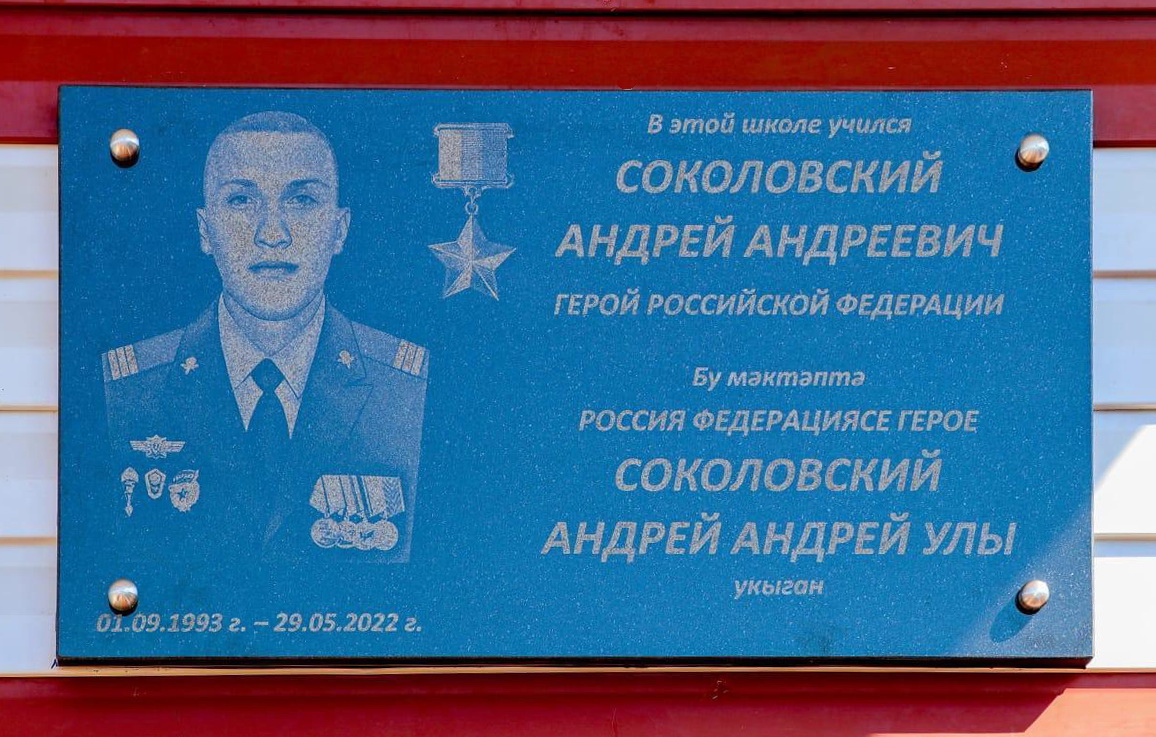 В этой школе учился
СОКОЛОВСКИЙ
АНДРЕЙ АНДРЕЕВИЧ
ГЕРОЙ РОССИЙСКОЙ ФЕДЕРАЦИИ
Бу мәктәптә
РОССИЯ ФЕДЕРАЦИЯСЕ ГЕРОЕ
СОКОЛОВСКИЙ
АНДРЕЙ АНДРЕЙ УЛЫ
укыган
01.09.1993 г. – 29.05.2022 г.